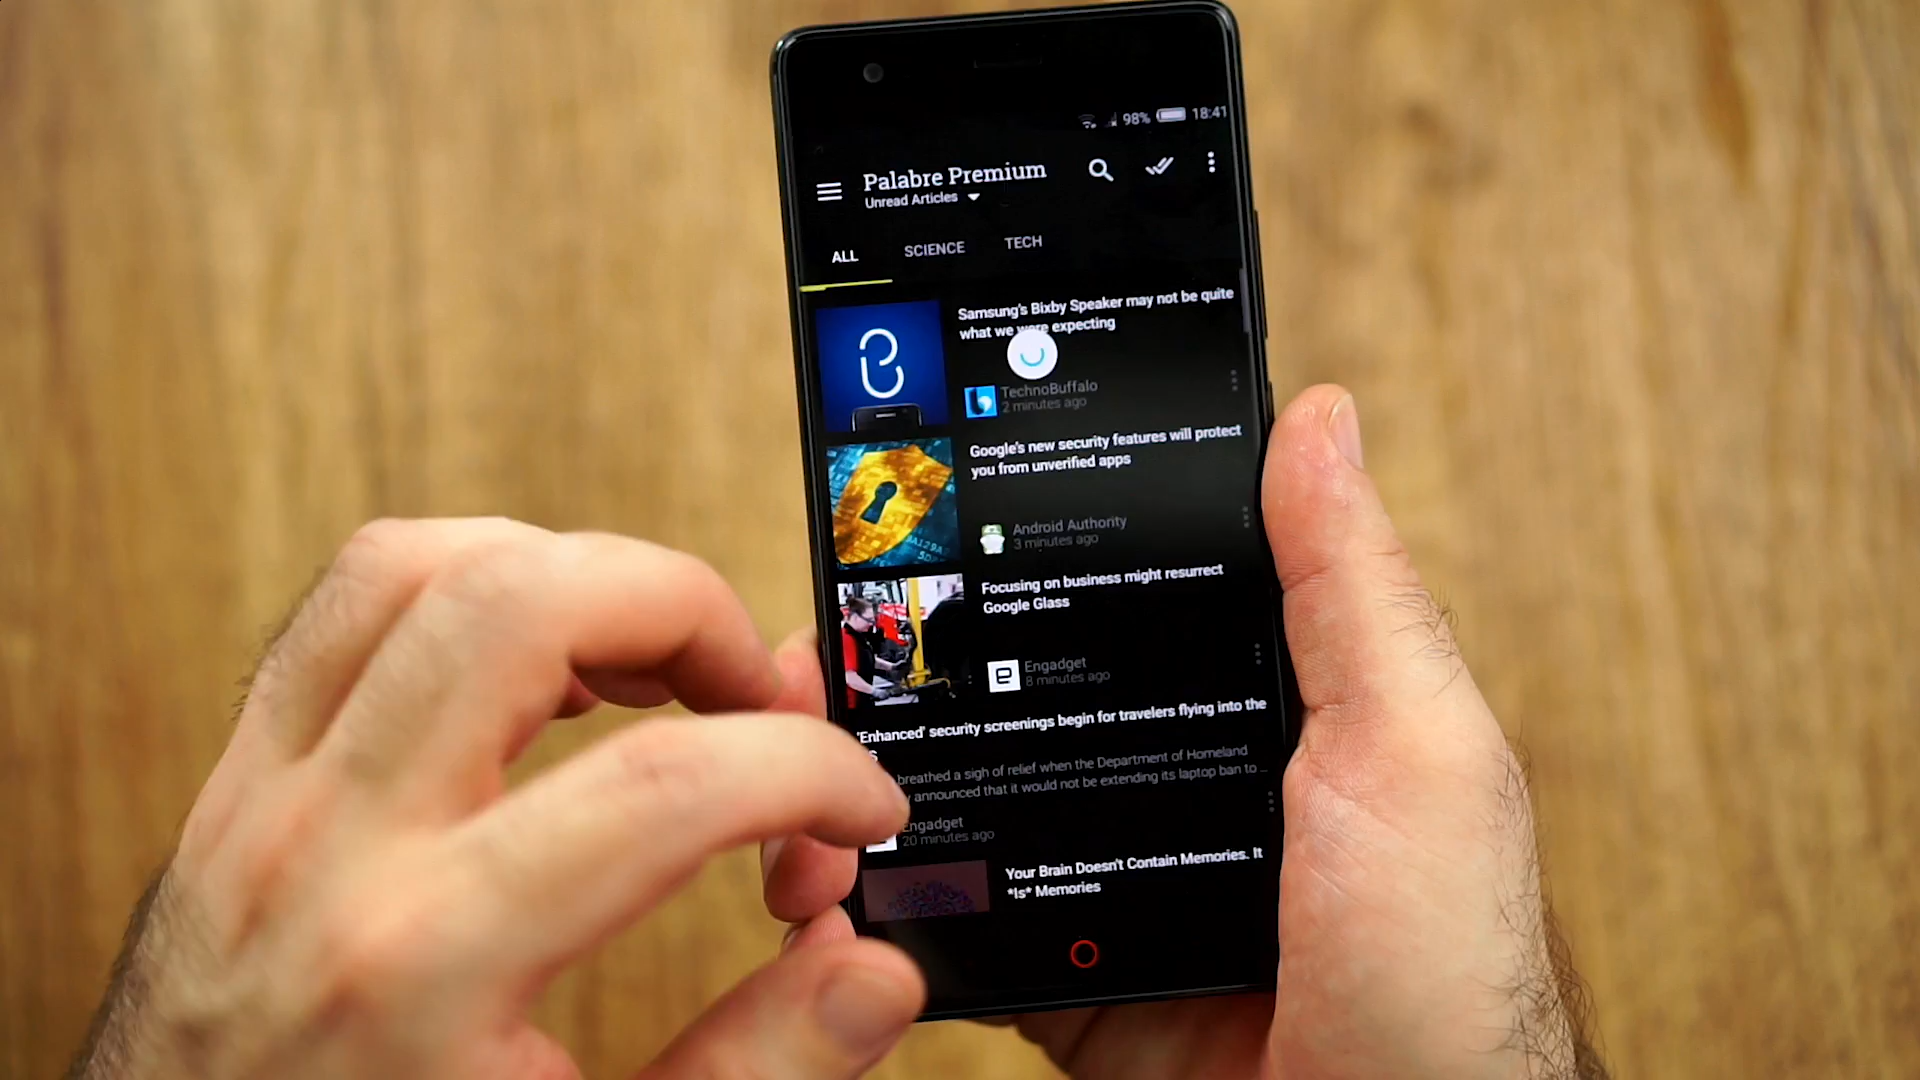 98% 18:41
Palabre Premium
Unread Articles
ALL SCIENCE TECH
Samsung's Bixby Speaker may not be quite
what we were expecting
TechnoBuffalo
2 minutes ago
Google's new security features will protect
you from unverified apps
Android Authority
3 minutes ago
Focusing on business might resurrect
Google Glass
Engadget
8 minutes ago
'Enhanced' security screenings begin for travelers flying into the
breathed a sigh of relief when the Department of Homeland
announced that it would not be extending its laptop ban to ...
Engadget
20 minutes ago
Your Brain Doesn't Contain Memories. It
*Is* Memories